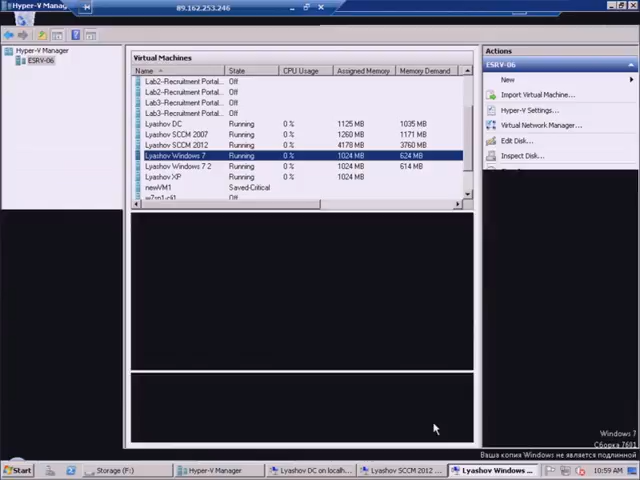 Hyper-V Manager
89.162.253.246
Hyper-V Manager
ESRV-06
Virtual Machines
Name State CPU Usage Assigned Memory Memory Demand
Lab2-Recruitment Portal... Off
Lab2-Recruitment Portal... Off
Lab3-Recruitment Portal... Off
Lab3-Recruitment Portal... Off
Lyashov DC Running 0 % 1125 MB 1035 MB
Lyashov SCCM 2007 Running 0 % 1260 MB 1171 MB
Lyashov SCCM 2012 Running 0 % 4178 MB 3760 MB
Lyashov Windows 7 Running 0 % 1024 MB 624 MB
Lyashov Windows 7 2 Running 0 % 1024 MB 614 MB
Lyashov XP Running 0 % 1024 MB
newVM1 Saved-Critical
w7sp1-cli1 Off
Actions
ESRV-06
New
Import Virtual Machine...
Hyper-V Settings...
Virtual Network Manager...
Edit Disk...
Inspect Disk...
Windows 7
Сборка 7601
Ваша копия Windows не является подлинной
Start Storage (F:) Hyper-V Manager Lyashov DC on localh... Lyashov SCCM 2012 ... Lyashov Windows ... 10:59 AM